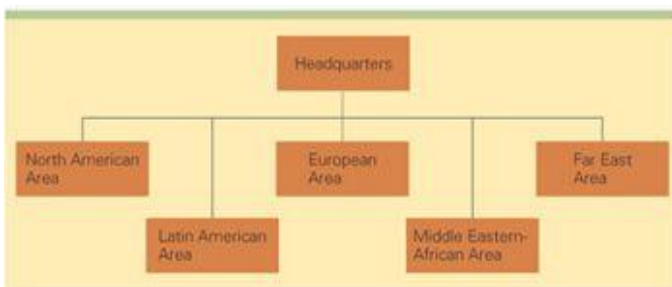 Headquarters
North American
Area
European
Area
Far East
Area
Latin American
Area
Middle Eastern-
African Area